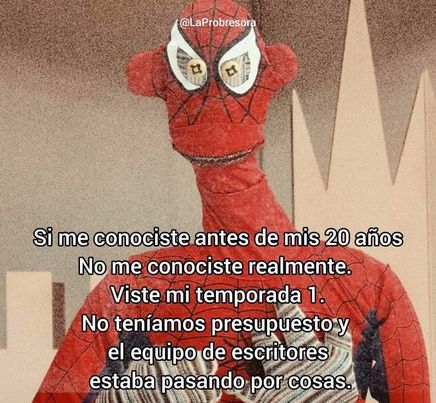 @LaProbresora
Si me conociste antes de mis 20 años
No me conociste realmente.
Viste mi temporada 1.
No teníamos presupuesto y
el equipo de escritores
estaba pasando por cosas.